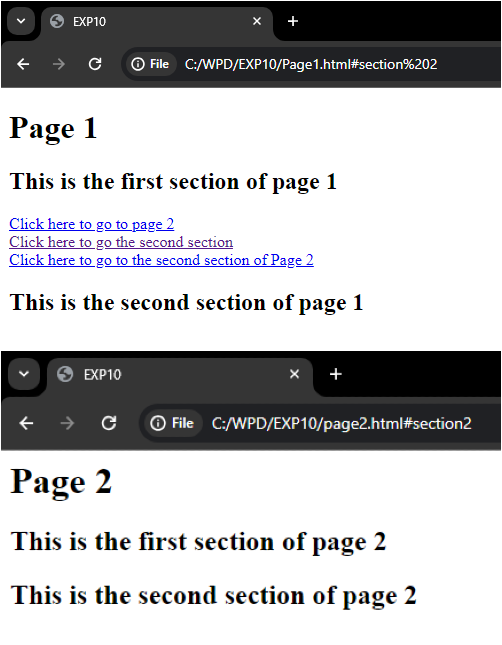 EXP10
File C:/WPD/EXP10/Page1.html#section%202
Page 1
This is the first section of page 1
Click here to go to page 2
Click here to go the second section
Click here to go to the second section of Page 2
This is the second section of page 1
EXP10
File C:/WPD/EXP10/page2.html#section2
Page 2
This is the first section of page 2
This is the second section of page 2